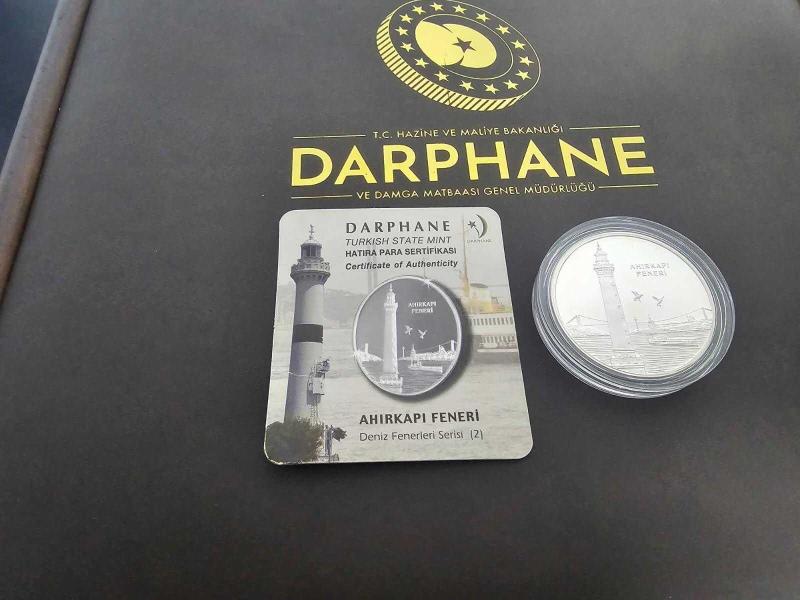 T.C. HAZİNE VE MALİYE BAKANLIĞI
DARPHANE
VE DAMGA MATBAASI GENEL MÜDÜRLÜĞÜ
DARPHANE
TURKISH STATE MINT
HATIRA PARA SERTİFİKASI
Certificate of Authenticity
DARPHANE
AHIRKAPI
FENERİ
AHIRKAPI FENERİ
Deniz Fenerleri Serisi (2)
AHIRKAPI
FENERİ